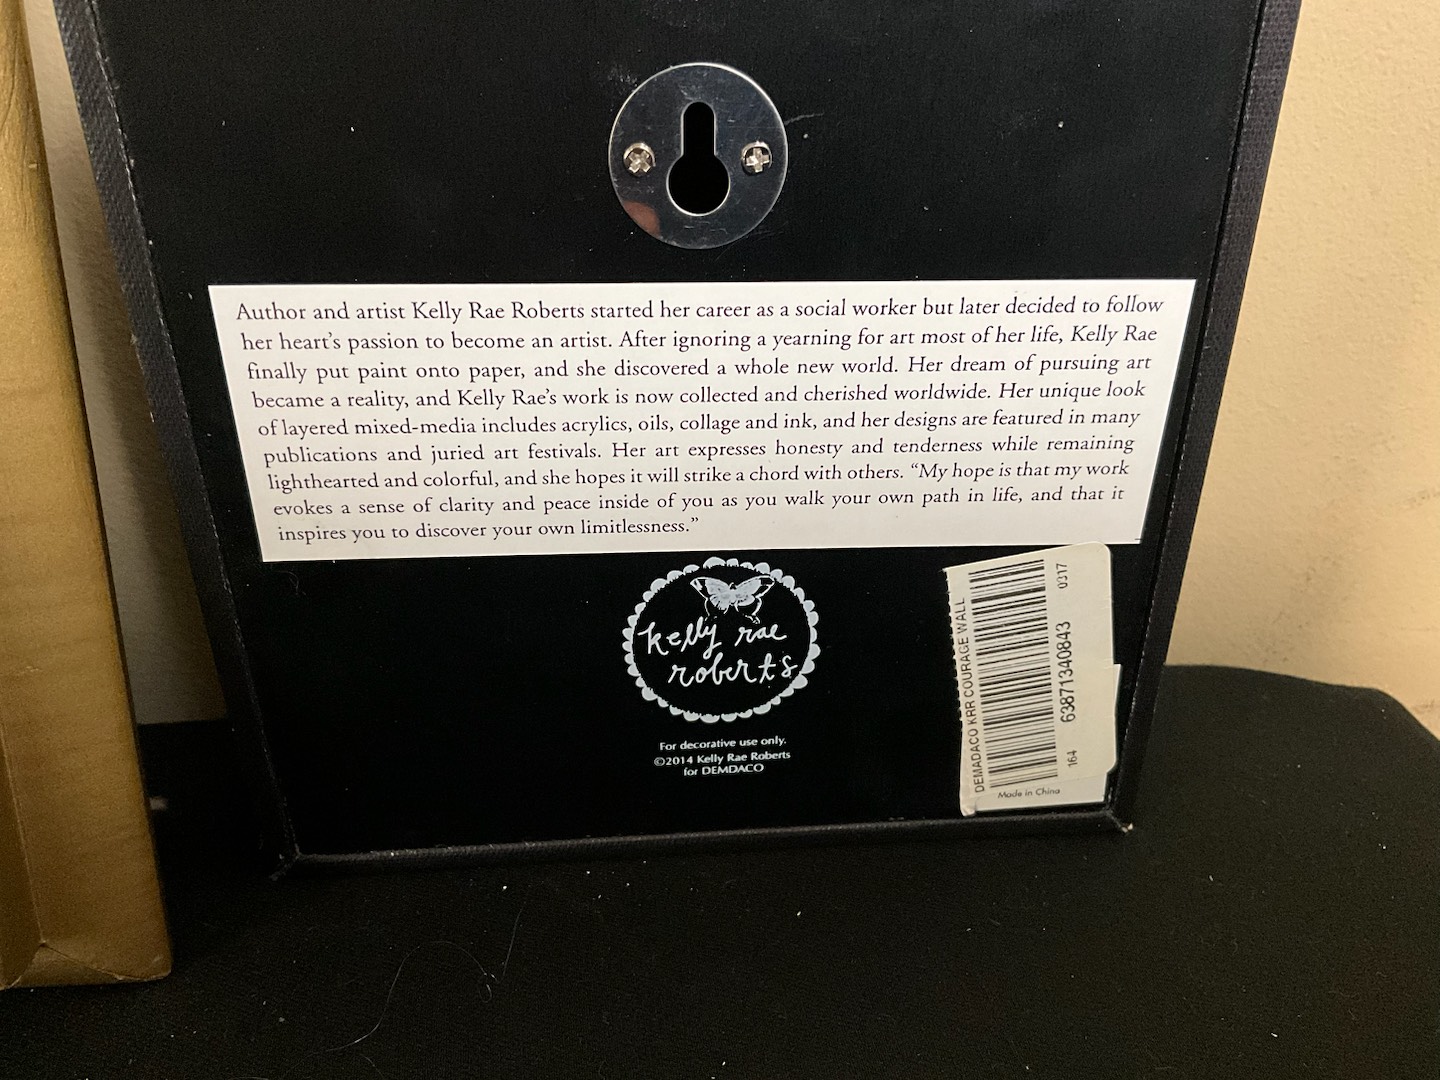 Author and artist Kelly Rae Roberts started her career as a social worker but later decided to follow
her heart's passion to become an artist. After ignoring a yearning for art most of her life, Kelly Rae
finally put paint onto paper, and she discovered a whole new world. Her dream of pursuing art
became a reality, and Kelly Rae's work is now collected and cherished worldwide. Her unique look
of layered mixed-media includes acrylics, oils, collage and ink, and her designs are featured in many
publications and juried art festivals. Her art expresses honesty and tenderness while remaining
lighthearted and colorful, and she hopes it will strike a chord with others. “My hope is that my work
evokes a sense of clarity and peace inside of you as you walk your own path in life, and that it
inspires you to discover your own limitlessness.”
kelly rae
roberts
For decorative use only.
©2014 Kelly Rae Roberts
for DEMDACO
DEMADACO KRR COURAGE WALL
164 63871340843 0317
Made in China